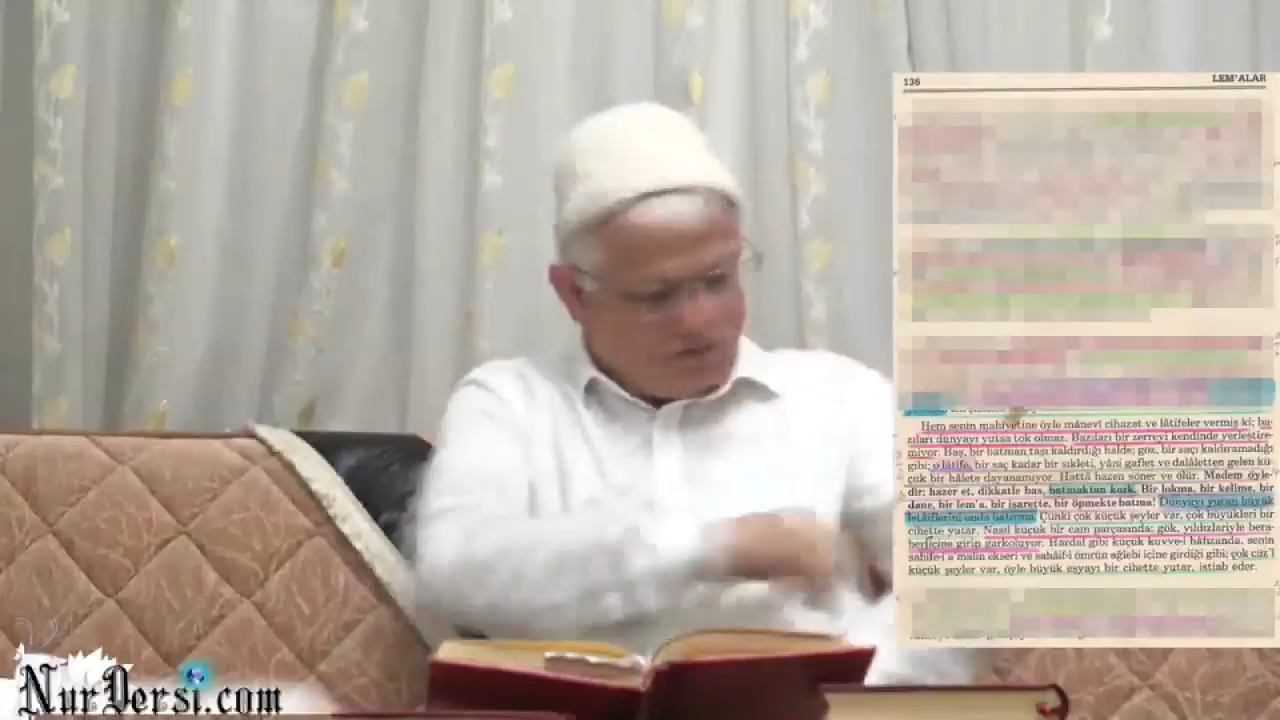 136
LEM'ALAR
Hem senin mahiyetine öyle mânevî cihazat ve lâtifeler vermiş ki; ba-
zıları dünyayı yutsa tok olmaz. Bazıları bir zerreyi kendinde yerleştire-
miyor. Baş, bir batman taşı kaldırdığı halde; göz, bir saçı kaldıramadığı
gibi; o lâtife, bir saç kadar bir sıkleti, yâni gaflet ve dalâletten gelen kü-
çük bir hâlete dayanamıyor. Hattâ bazen söner ve ölür. Madem öyle-
dir; hazer et, dikkatle bas, batmaktan kork. Bir lokma, bir kelime, bir
dane, bir lem'a, bir işarette, bir öpmekte batma! Dünyayı yutan büyük
letâiflerini onda batırma. Çünki çok küçük şeyler var, çok büyükleri bir
cihette yutar. Nasıl küçük bir cam parçasında; gök, yıldızlariyle bera-
ber içine girip garkoluyor. Hardal gibi küçük kuvve-i hâfızanda, senin
sahife-i a'malin ekseri ve sahâif-i ömrün ağlebi içine girdiği gibi; çok cüz'î
küçük şeyler var, öyle büyük eşyayı bir cihette yutar, istiab eder.
NurDersi.com